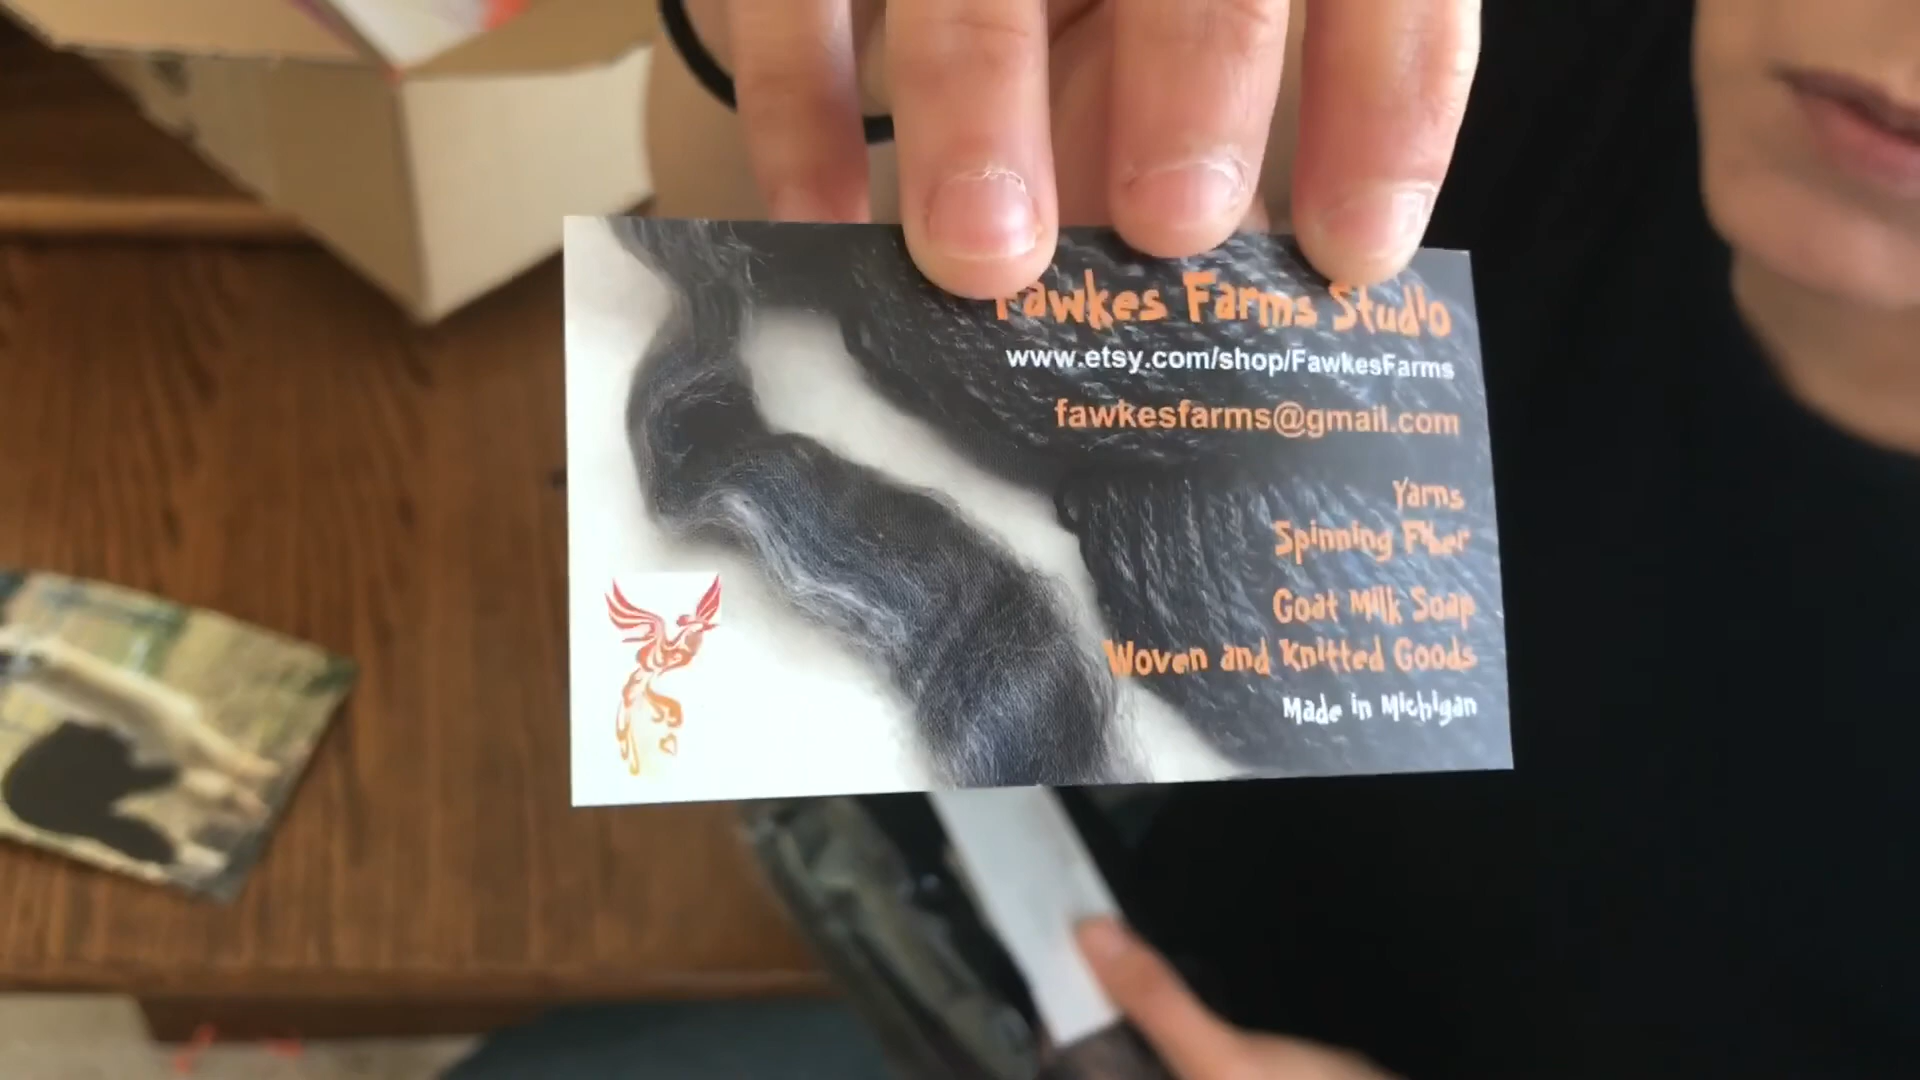 Fawkes Farms Studio
www.etsy.com/shop/FawkesFarms
fawkesfarms@gmail.com
Yarns
Spinning Fiber
Goat Milk Soap
Woven and Knitted Goods
Made in Michigan